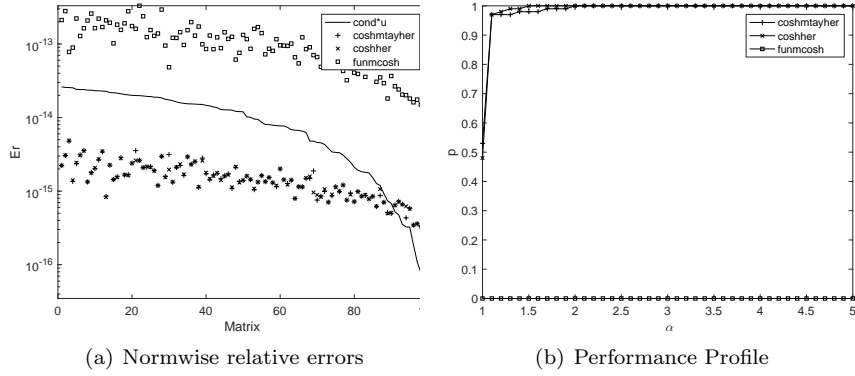 10^-13
10^-14
10^-15
10^-16
Er
0 20 40 60 80
Matrix
cond*u
coshmtayher
coshher
funmcosh
(a) Normwise relative errors
1
0.9
0.8
0.7
0.6
0.5
0.4
0.3
0.2
0.1
0
p
1 1.5 2 2.5 3 3.5 4 4.5 5
α
coshmtayher
coshher
funmcosh
(b) Performance Profile